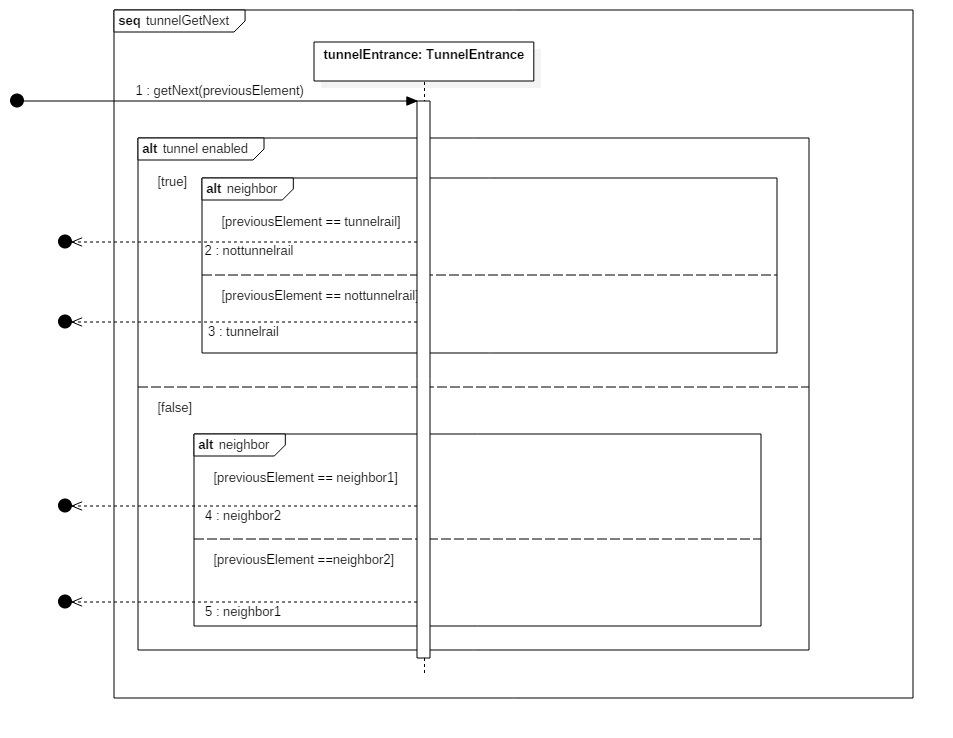 seq tunnelGetNext
tunnelEntrance: TunnelEntrance
1 : getNext(previousElement)
alt tunnel enabled
[true]
alt neighbor
[previousElement == tunnelrail]
2 : nottunnelrail
[previousElement == nottunnelrail]
3 : tunnelrail
[false]
alt neighbor
[previousElement == neighbor1]
4 : neighbor2
[previousElement ==neighbor2]
5 : neighbor1